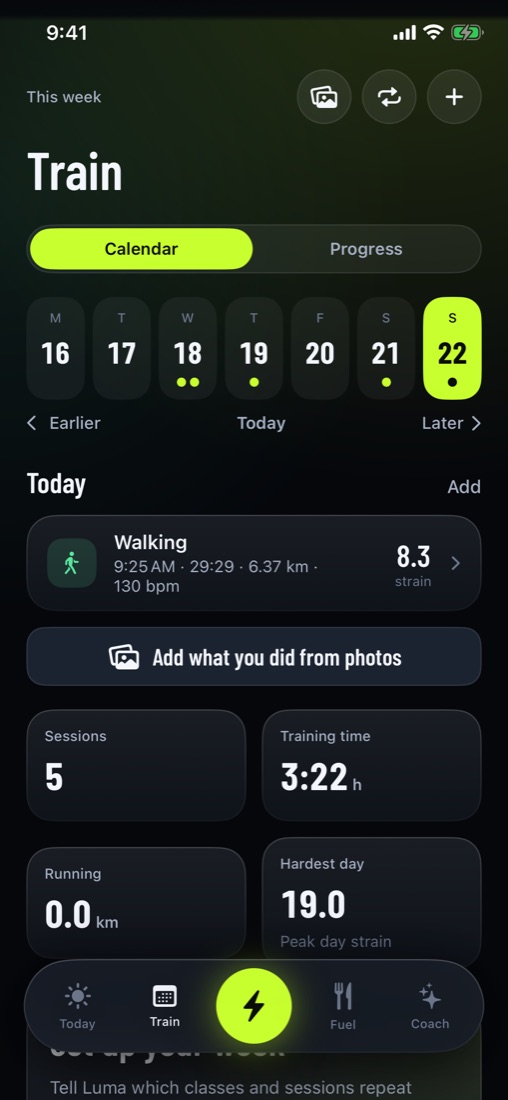 9:41
This week
Train
Calendar
Progress
M T W T F S S
16 17 18 19 20 21 22
Earlier
Today
Later
Today
Add
Walking
9:25 AM · 29:29 · 6.37 km ·
130 bpm
8.3
strain
Add what you did from photos
Sessions
5
Training time
3:22 h
Running
0.0 km
Hardest day
19.0
Peak day strain
Today
Train
Fuel
Coach
Tell Luma which classes and sessions repeat